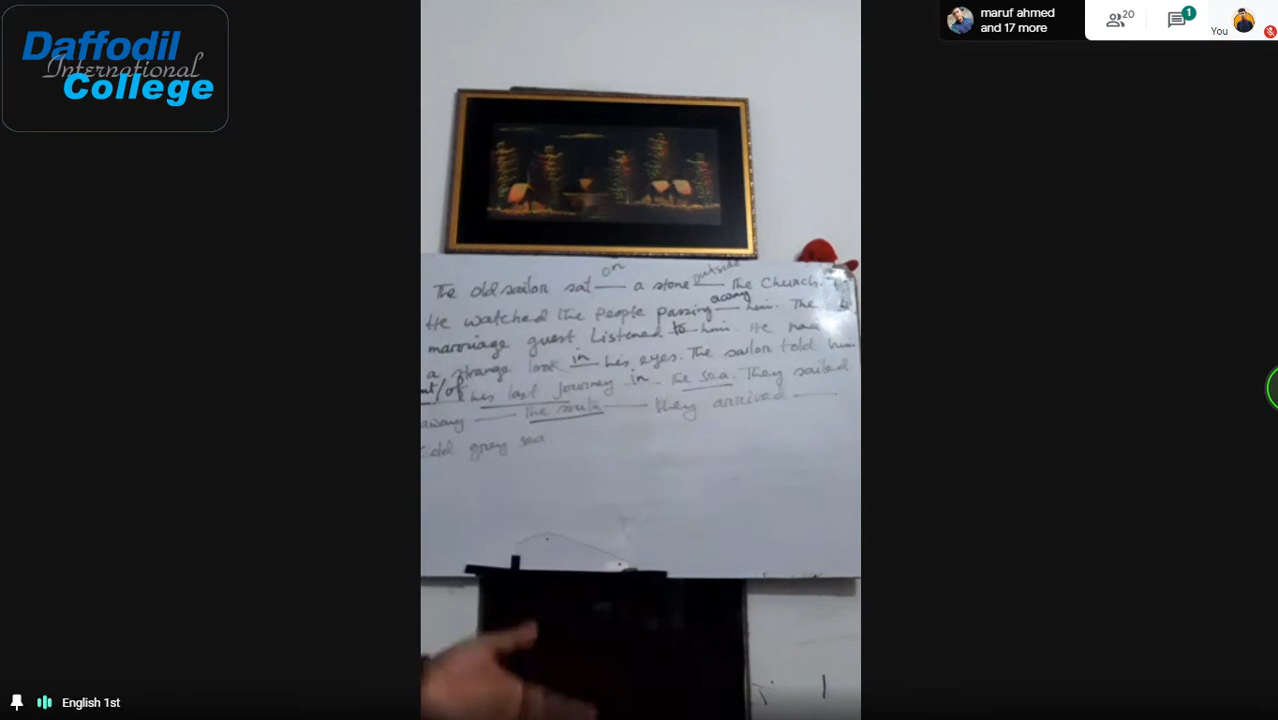 Daffodil
International
College
maruf ahmed
and 17 more
20
1
You
on outside
The old sailor sat — a stone — the Church.
away
He watched the people passing — him. The
marriage guest Listened to him. He had
a strange look in his eyes. The sailor told him
/of his last journey in the sea. They sailed
away — the south — they arrived —
cold grey sea
English 1st